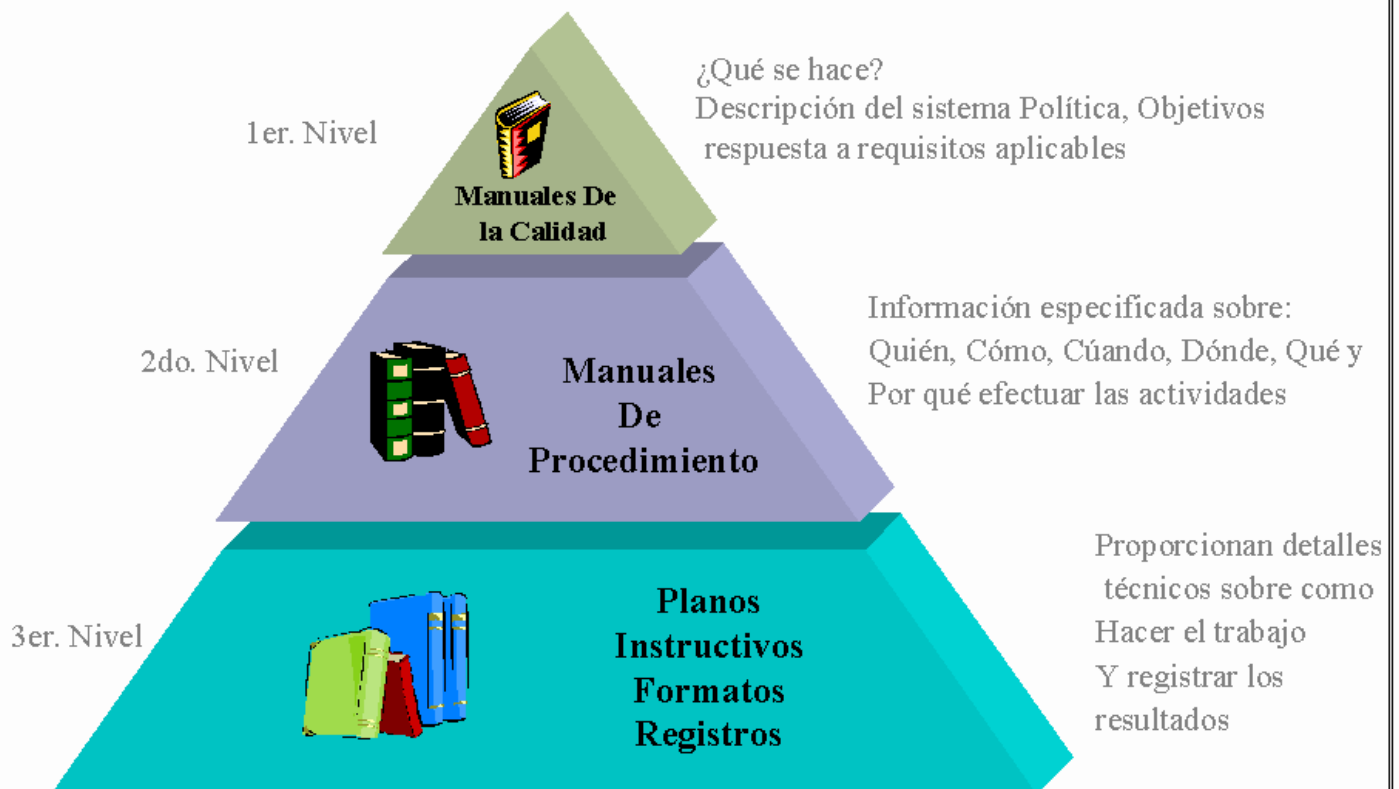 1er. Nivel
Manuales De
la Calidad
¿Qué se hace?
Descripción del sistema Política, Objetivos
respuesta a requisitos aplicables
2do. Nivel
Manuales
De
Procedimiento
Información especificada sobre:
Quién, Cómo, Cúando, Dónde, Qué y
Por qué efectuar las actividades
3er. Nivel
Planos
Instructivos
Formatos
Registros
Proporcionan detalles
técnicos sobre como
Hacer el trabajo
Y registrar los
resultados